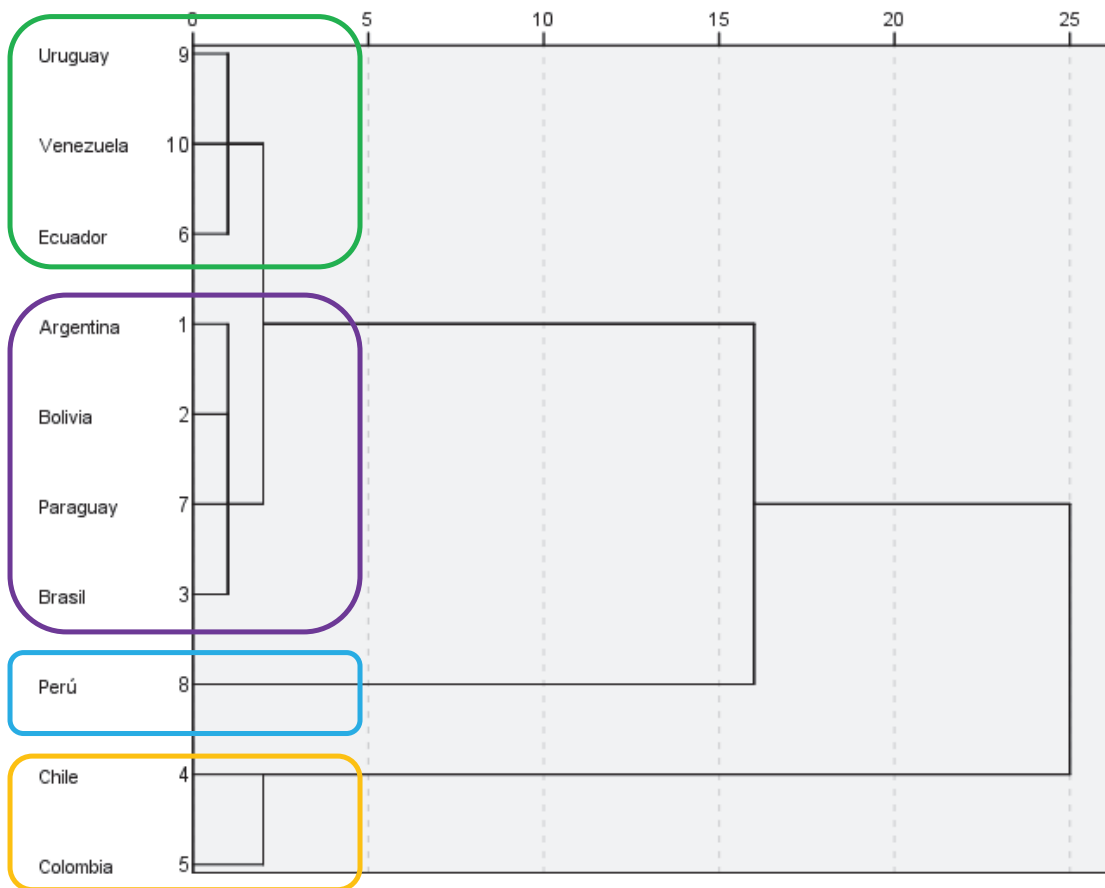 0 5 10 15 20 25
Uruguay 9
Venezuela 10
Ecuador 6
Argentina 1
Bolivia 2
Paraguay 7
Brasil 3
Perú 8
Chile 4
Colombia 5